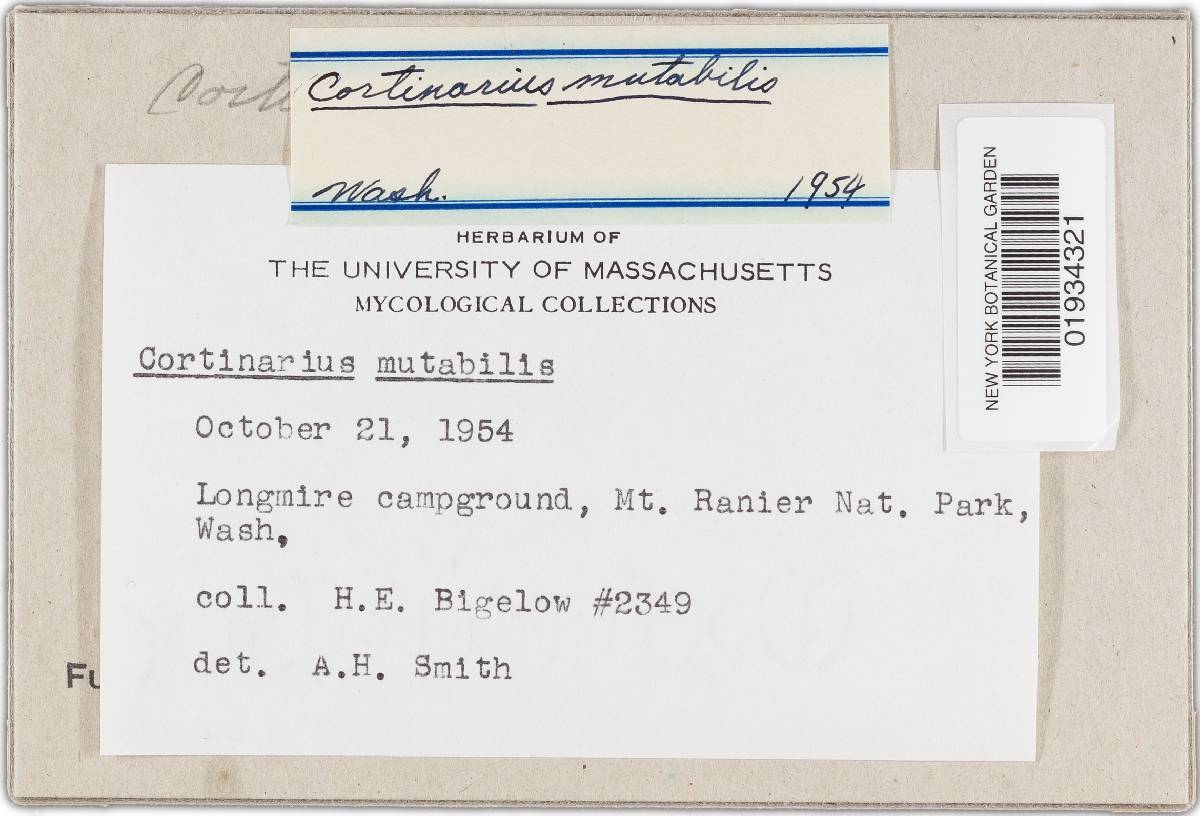 Cortinarius mutabilis
Wash. 1954
HERBARIUM OF
THE UNIVERSITY OF MASSACHUSETTS
MYCOLOGICAL COLLECTIONS
Cortinarius mutabilis
October 21, 1954
Longmire campground, Mt. Ranier Nat. Park,
Wash,
coll. H.E. Bigelow #2349
det. A.H. Smith
NEW YORK BOTANICAL GARDEN
01934321